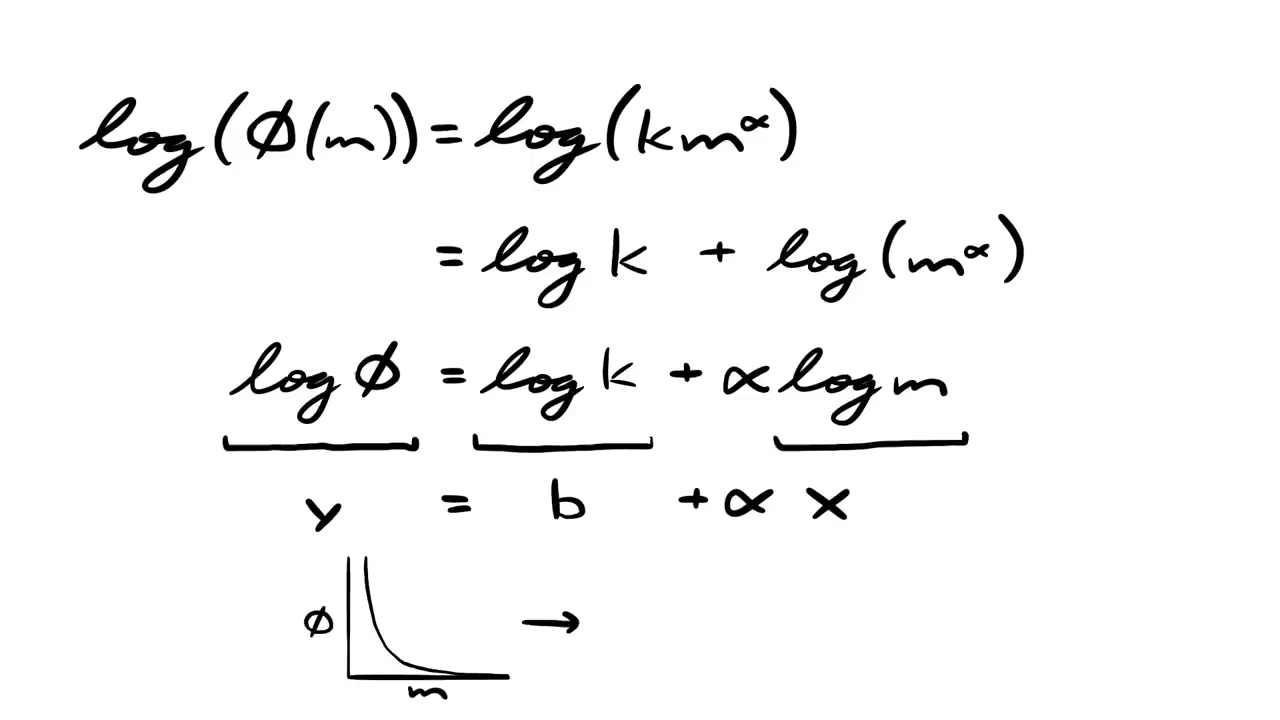 log(ϕ(m)) = log(km^α)
= log k + log(m^α)
log ϕ = log k + α log m
y = b + α x
ϕ →
m